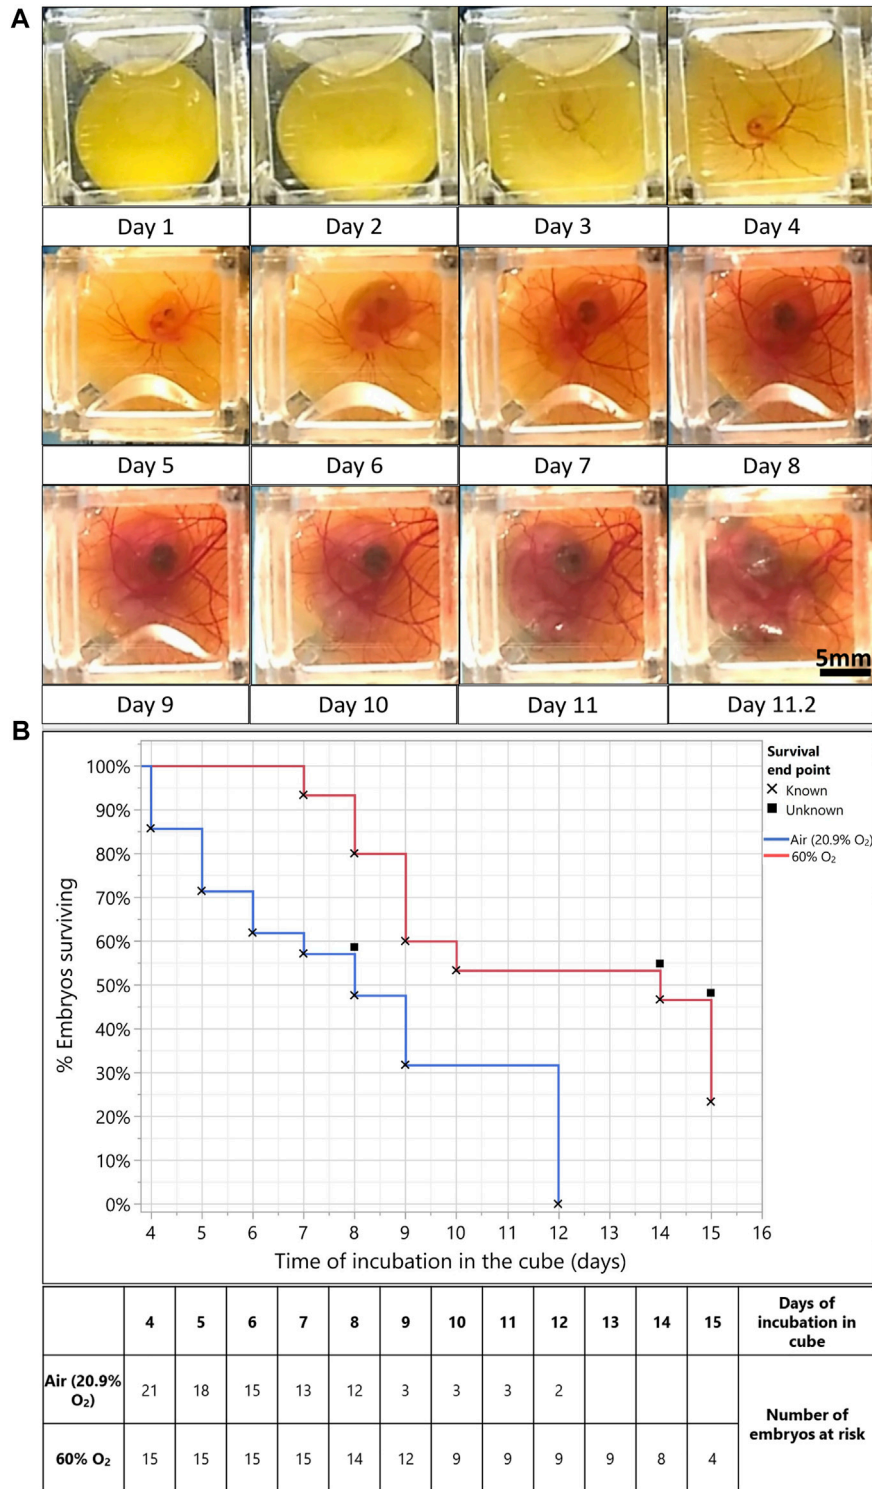 A
Day 1 Day 2 Day 3 Day 4
Day 5 Day 6 Day 7 Day 8
5mm
Day 9 Day 10 Day 11 Day 11.2
B
Survival
end point
Known
Unknown
Air (20.9% O₂)
60% O₂
100%
90%
80%
70%
60%
50%
40%
30%
20%
10%
0%
% Embryos surviving
4 5 6 7 8 9 10 11 12 13 14 15 16
Time of incubation in the cube (days)
4 5 6 7 8 9 10 11 12 13 14 15
Days of
incubation in
cube
Air (20.9%
O₂)
21 18 15 13 12 3 3 3 2
60% O₂
15 15 15 15 14 12 9 9 9 9 8 4
Number of
embryos at risk